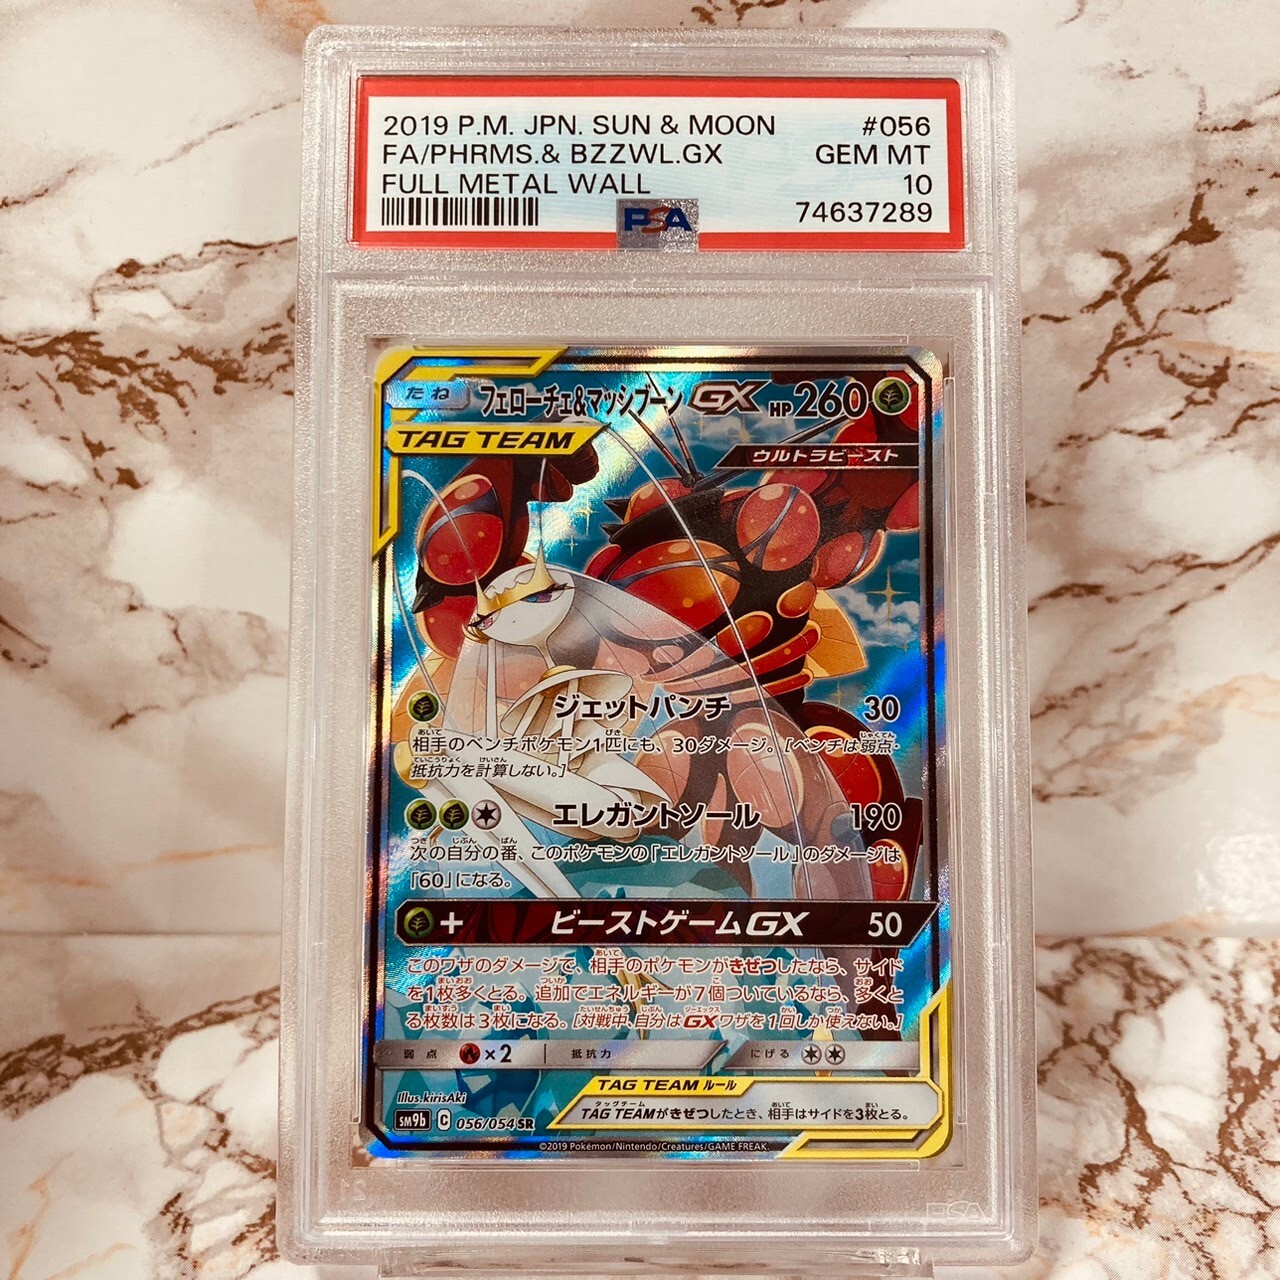 2019 P.M. JPN. SUN & MOON #056
FA/PHRMS.& BZZWL.GX GEM MT
FULL METAL WALL 10
PSA 74637289
たね フェローチェ&マッシブーンGX HP260
TAG TEAM
ウルトラビースト
ジェットパンチ 30
相手のベンチポケモン1匹にも、30ダメージ。[ベンチは弱点・
抵抗力を計算しない。]
エレガントソール 190
次の自分の番、このポケモンの「エレガントソール」のダメージは
「60」になる。
+ ビーストゲームGX 50
このワザのダメージで、相手のポケモンがきぜつしたなら、サイド
を1枚多くとる。追加でエネルギーが7個ついているなら、多くと
る枚数は3枚になる。[対戦中、自分はGXワザを1回しか使えない。]
弱点 ×2 抵抗力 にげる
TAG TEAM ルール
Illus.kirisAki
TAG TEAMがきぜつしたとき、相手はサイドを3枚とる。
sm9b C 056/054 SR
©2019 Pokémon/Nintendo/Creatures/GAME FREAK.
PSA